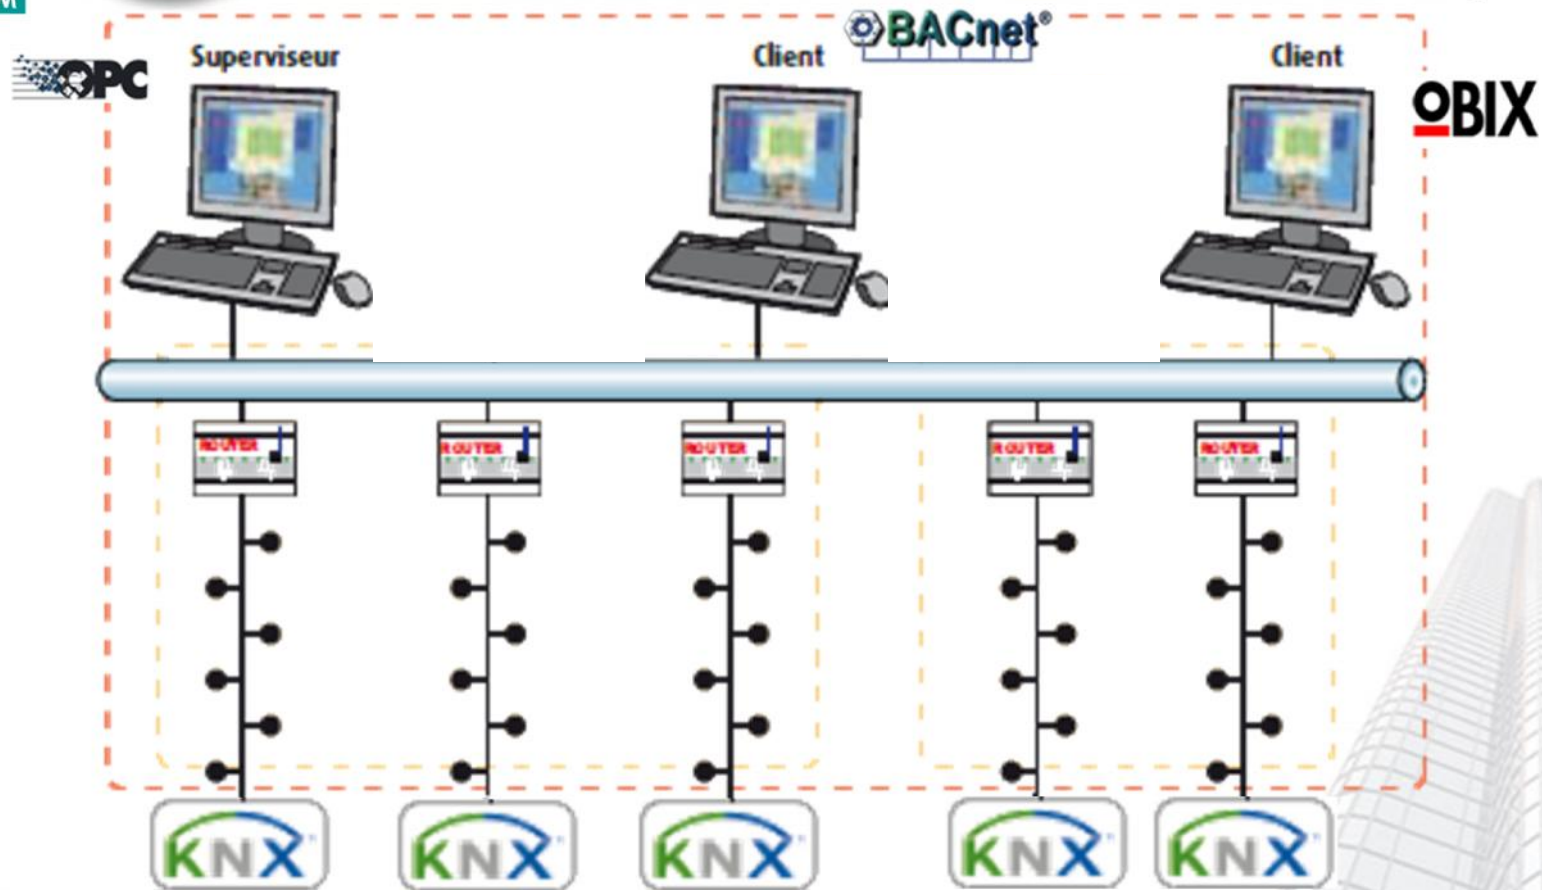 M
BACnet®
Superviseur
Client
Client
OPC
OBIX
ROUTER
ROUTER
ROUTER
ROUTER
ROUTER
KNX
KNX
KNX
KNX
KNX